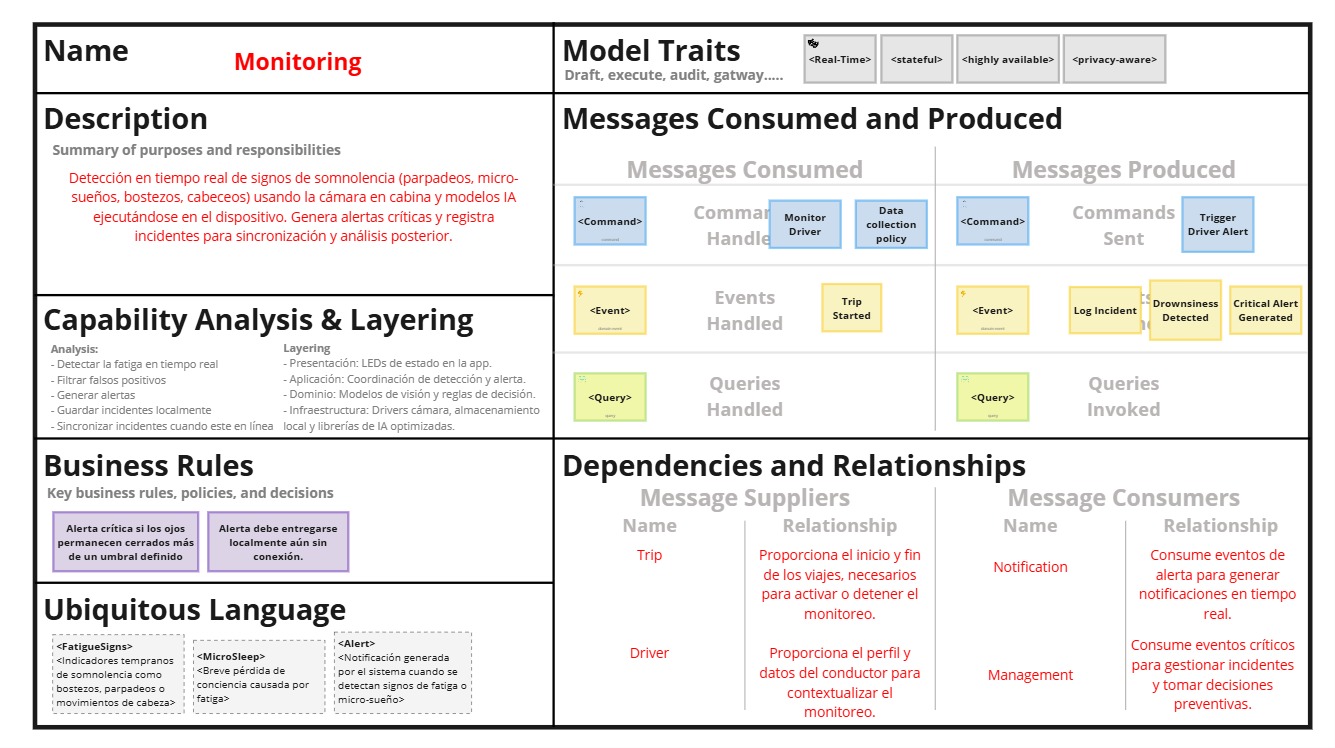 Name
Monitoring
Model Traits
Draft, execute, audit, gatway.....
<Real-Time>
<stateful>
<highly available>
<privacy-aware>
Description
Summary of purposes and responsibilities
Detección en tiempo real de signos de somnolencia (parpadeos, micro-
sueños, bostezos, cabeceos) usando la cámara en cabina y modelos IA
ejecutándose en el dispositivo. Genera alertas críticas y registra
incidentes para sincronización y análisis posterior.
Capability Analysis & Layering
Analysis:
- Detectar la fatiga en tiempo real
- Filtrar falsos positivos
- Generar alertas
- Guardar incidentes localmente
- Sincronizar incidentes cuando este en línea
Layering
- Presentación: LEDs de estado en la app.
- Aplicación: Coordinación de detección y alerta.
- Dominio: Modelos de visión y reglas de decisión.
- Infraestructura: Drivers cámara, almacenamiento
local y librerías de IA optimizadas.
Business Rules
Key business rules, policies, and decisions
Alerta crítica si los ojos
permanecen cerrados más
de un umbral definido
Alerta debe entregarse
localmente aún sin
conexión.
Ubiquitous Language
<FatigueSigns>
<Indicadores tempranos
de somnolencia como
bostezos, parpadeos o
movimientos de cabeza>
<MicroSleep>
<Breve pérdida de
conciencia causada por
fatiga>
<Alert>
<Notificación generada
por el sistema cuando se
detectan signos de fatiga o
micro-sueño>
Messages Consumed and Produced
Messages Consumed
<Command>
command
Comman
Handle
Monitor
Driver
Data
collection
policy
<Event>
domain event
Events
Handled
Trip
Started
<Query>
query
Queries
Handled
Messages Produced
<Command>
command
Commands
Sent
Trigger
Driver Alert
<Event>
domain event
Log Incident
Drownsiness
Detected
Critical Alert
Generated
<Query>
query
Queries
Invoked
Dependencies and Relationships
Message Suppliers
Name
Relationship
Trip
Proporciona el inicio y fin
de los viajes, necesarios
para activar o detener el
monitoreo.
Driver
Proporciona el perfil y
datos del conductor para
contextualizar el
monitoreo.
Message Consumers
Name
Relationship
Notification
Consume eventos de
alerta para generar
notificaciones en tiempo
real.
Management
Consume eventos críticos
para gestionar incidentes
y tomar decisiones
preventivas.